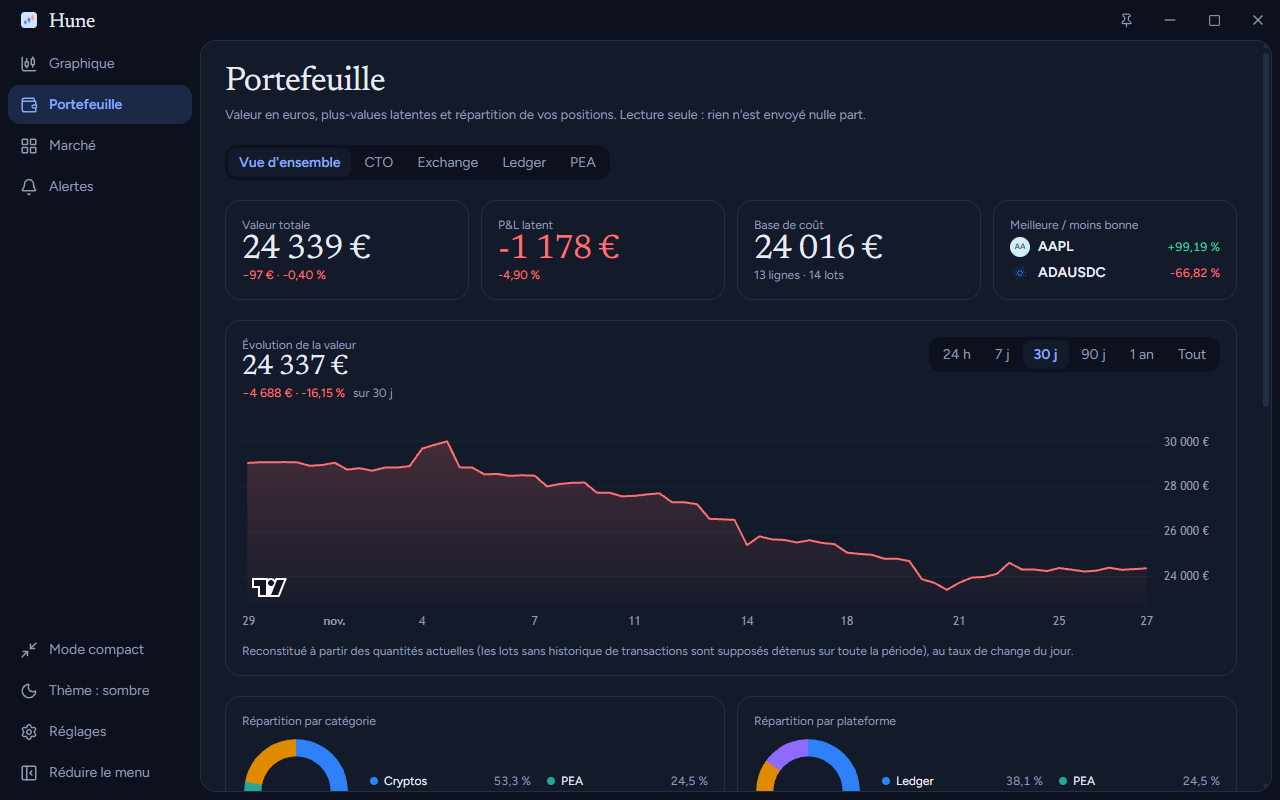 Hune
Graphique
Portefeuille
Marché
Alertes
Mode compact
Thème : sombre
Réglages
Réduire le menu
Portefeuille
Valeur en euros, plus-values latentes et répartition de vos positions. Lecture seule : rien n'est envoyé nulle part.
Vue d'ensemble CTO Exchange Ledger PEA
Valeur totale
24 339 €
−97 € · -0,40 %
P&L latent
-1 178 €
-4,90 %
Base de coût
24 016 €
13 lignes · 14 lots
Meilleure / moins bonne
AA AAPL +99,19 %
ADAUSDC -66,82 %
Évolution de la valeur
24 337 €
−4 688 € · -16,15 % sur 30 j
24 h 7 j 30 j 90 j 1 an Tout
30 000 €
28 000 €
26 000 €
24 000 €
29 nov. 4 7 11 14 18 21 25 27
Reconstitué à partir des quantités actuelles (les lots sans historique de transactions sont supposés détenus sur toute la période), au taux de change du jour.
Répartition par catégorie
Cryptos 53,3 % PEA 24,5 %
Répartition par plateforme
Ledger 38,1 % PEA 24,5 %